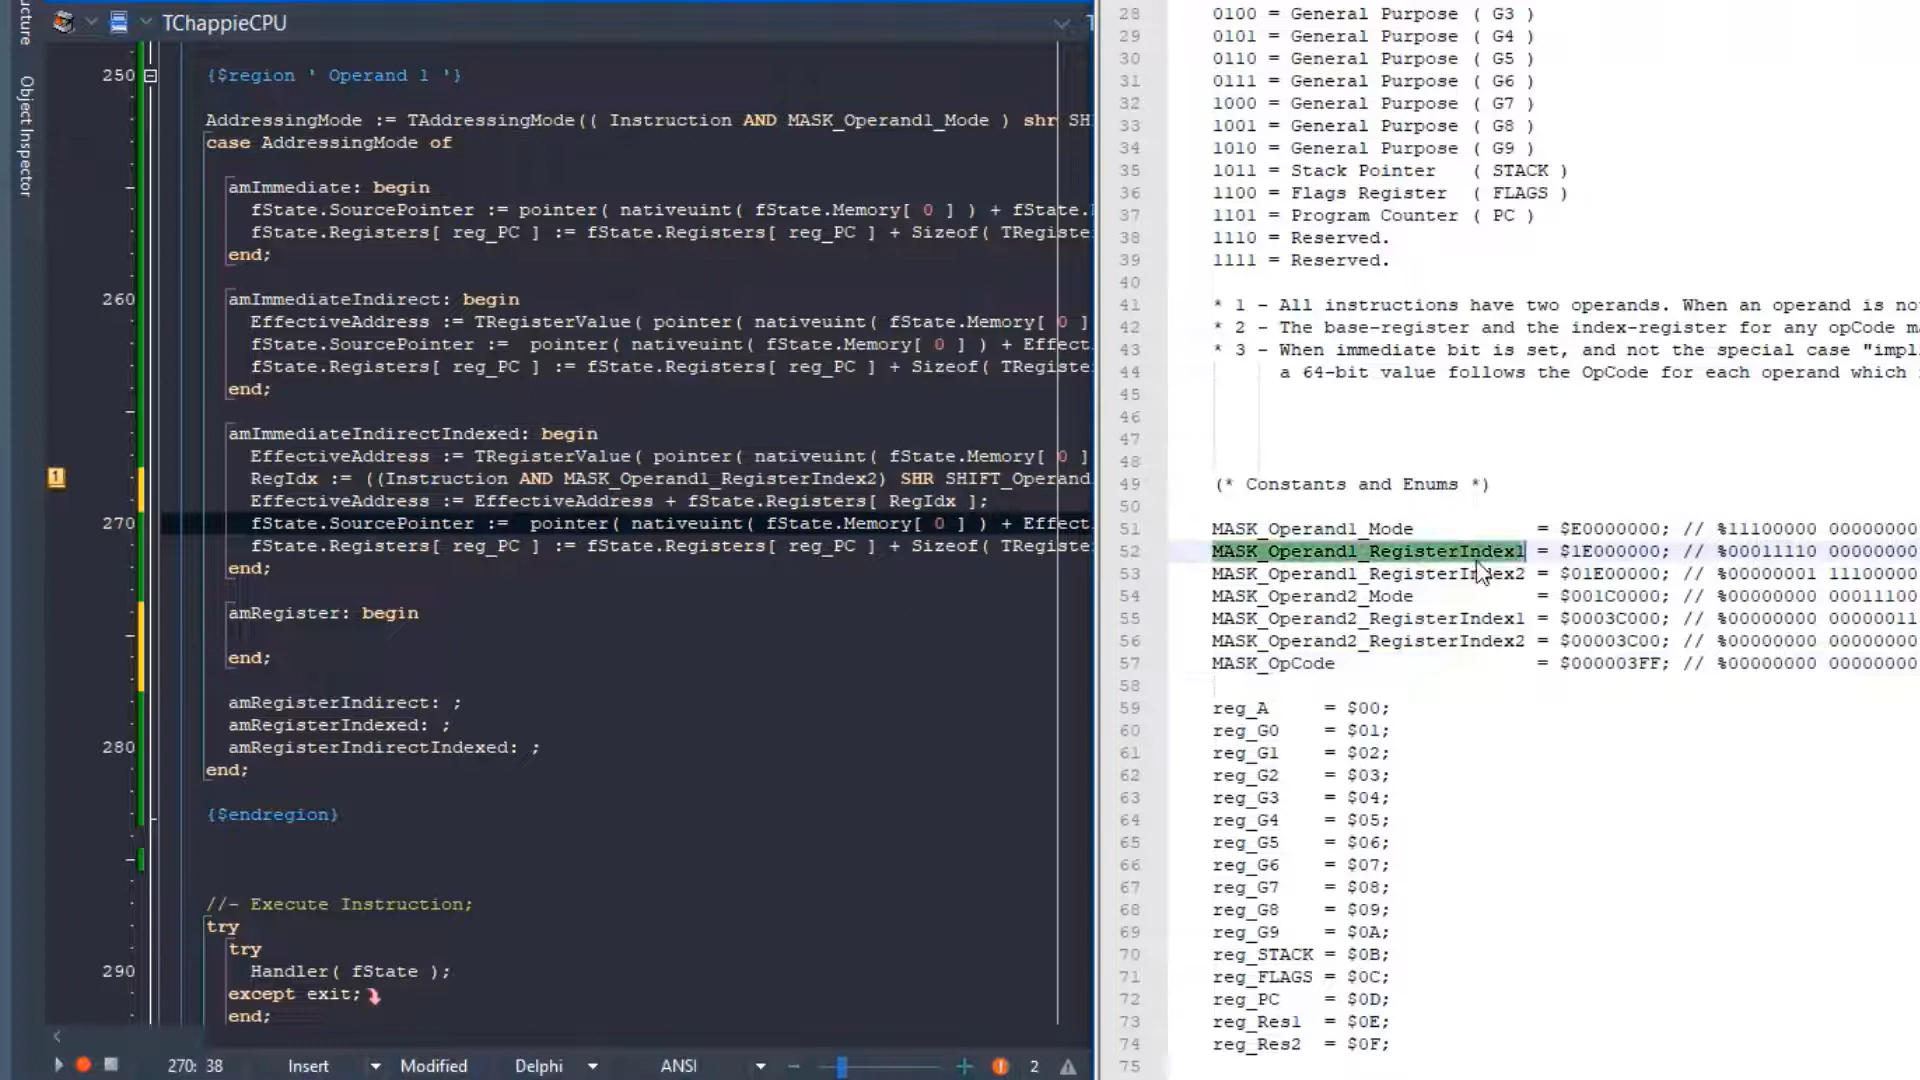 ucture
Object Inspector
TChappieCPU
250
{$region ' Operand 1 '}
AddressingMode := TAddressingMode(( Instruction AND MASK_Operand1_Mode ) shr SH
case AddressingMode of
amImmediate: begin
fState.SourcePointer := pointer( nativeuint( fState.Memory[ 0 ] ) + fState.
fState.Registers[ reg_PC ] := fState.Registers[ reg_PC ] + Sizeof( TRegiste
end;
260 amImmediateIndirect: begin
EffectiveAddress := TRegisterValue( pointer( nativeuint( fState.Memory[ 0 ]
fState.SourcePointer :=  pointer( nativeuint( fState.Memory[ 0 ] ) + Effect
fState.Registers[ reg_PC ] := fState.Registers[ reg_PC ] + Sizeof( TRegiste
end;
amImmediateIndirectIndexed: begin
EffectiveAddress := TRegisterValue( pointer( nativeuint( fState.Memory[ 0 ]
1 RegIdx := ((Instruction AND MASK_Operand1_RegisterIndex2) SHR SHIFT_Operand
EffectiveAddress := EffectiveAddress + fState.Registers[ RegIdx ];
270 fState.SourcePointer :=  pointer( nativeuint( fState.Memory[ 0 ] ) + Effect
fState.Registers[ reg_PC ] := fState.Registers[ reg_PC ] + Sizeof( TRegiste
end;
amRegister: begin
end;
amRegisterIndirect: ;
amRegisterIndexed: ;
280 amRegisterIndirectIndexed: ;
end;
{$endregion}
//- Execute Instruction;
try
try
290 Handler( fState );
except exit;
end;
270: 38 Insert Modified Delphi ANSI 2
28 0100 = General Purpose ( G3 )
29 0101 = General Purpose ( G4 )
30 0110 = General Purpose ( G5 )
31 0111 = General Purpose ( G6 )
32 1000 = General Purpose ( G7 )
33 1001 = General Purpose ( G8 )
34 1010 = General Purpose ( G9 )
35 1011 = Stack Pointer   ( STACK )
36 1100 = Flags Register  ( FLAGS )
37 1101 = Program Counter ( PC )
38 1110 = Reserved.
39 1111 = Reserved.
40
41 * 1 - All instructions have two operands. When an operand is no
42 * 2 - The base-register and the index-register for any opCode m
43 * 3 - When immediate bit is set, and not the special case "impl
44 a 64-bit value follows the OpCode for each operand which
45
46
47
48
49 (* Constants and Enums *)
50
51 MASK_Operand1_Mode = $E0000000; // %11100000 00000000
52 MASK_Operand1_RegisterIndex1 = $1E000000; // %00011110 00000000
53 MASK_Operand1_RegisterIndex2 = $01E00000; // %00000001 11100000
54 MASK_Operand2_Mode = $001C0000; // %00000000 00011100
55 MASK_Operand2_RegisterIndex1 = $0003C000; // %00000000 00000011
56 MASK_Operand2_RegisterIndex2 = $00003C00; // %00000000 00000000
57 MASK_OpCode = $000003FF; // %00000000 00000000
58
59 reg_A = $00;
60 reg_G0 = $01;
61 reg_G1 = $02;
62 reg_G2 = $03;
63 reg_G3 = $04;
64 reg_G4 = $05;
65 reg_G5 = $06;
66 reg_G6 = $07;
67 reg_G7 = $08;
68 reg_G8 = $09;
69 reg_G9 = $0A;
70 reg_STACK = $0B;
71 reg_FLAGS = $0C;
72 reg_PC = $0D;
73 reg_Res1 = $0E;
74 reg_Res2 = $0F;
75